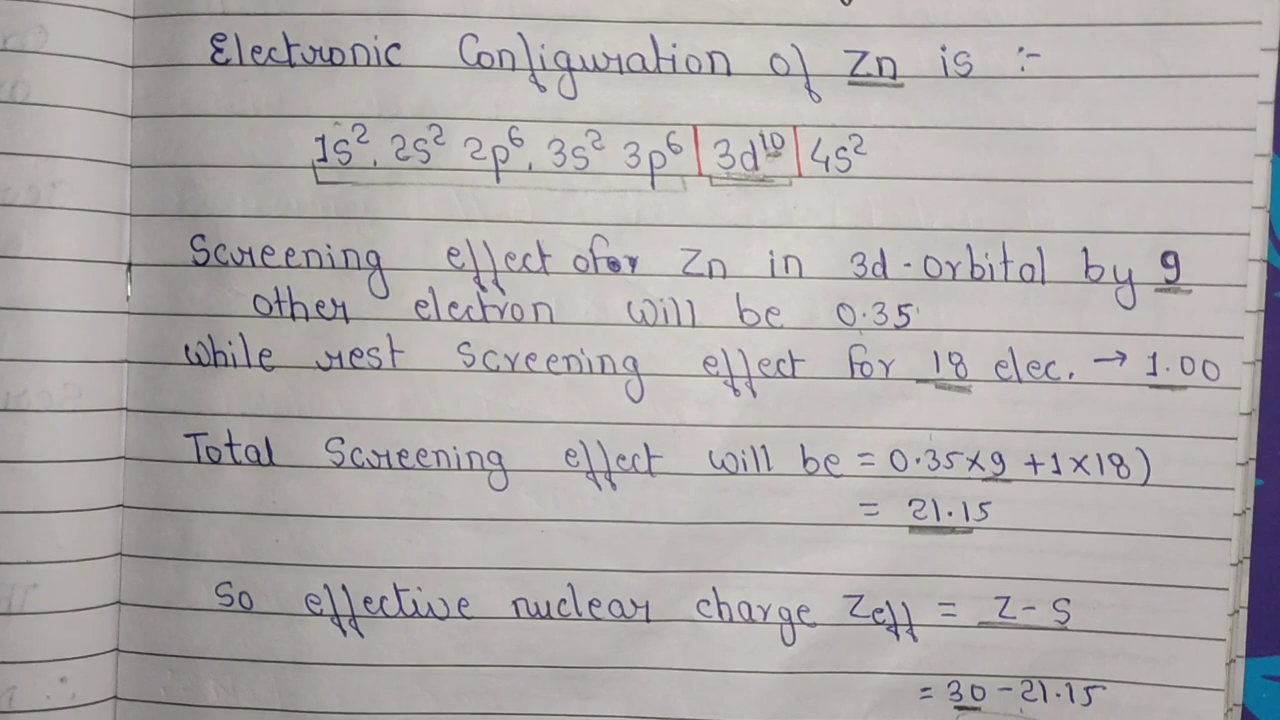 Electronic Configuration of Zn is :-
1s². 2s² 2p⁶. 3s² 3p⁶ | 3d¹⁰ | 4s²
Screening effect ofor Zn in 3d-orbital by 9
other electron will be 0.35
while rest screening effect for 18 elec. → 1.00
Total Screening effect will be = 0.35×9 +1×18)
= 21.15
So effective nuclear charge Zeff = Z-S
= 30-21.15